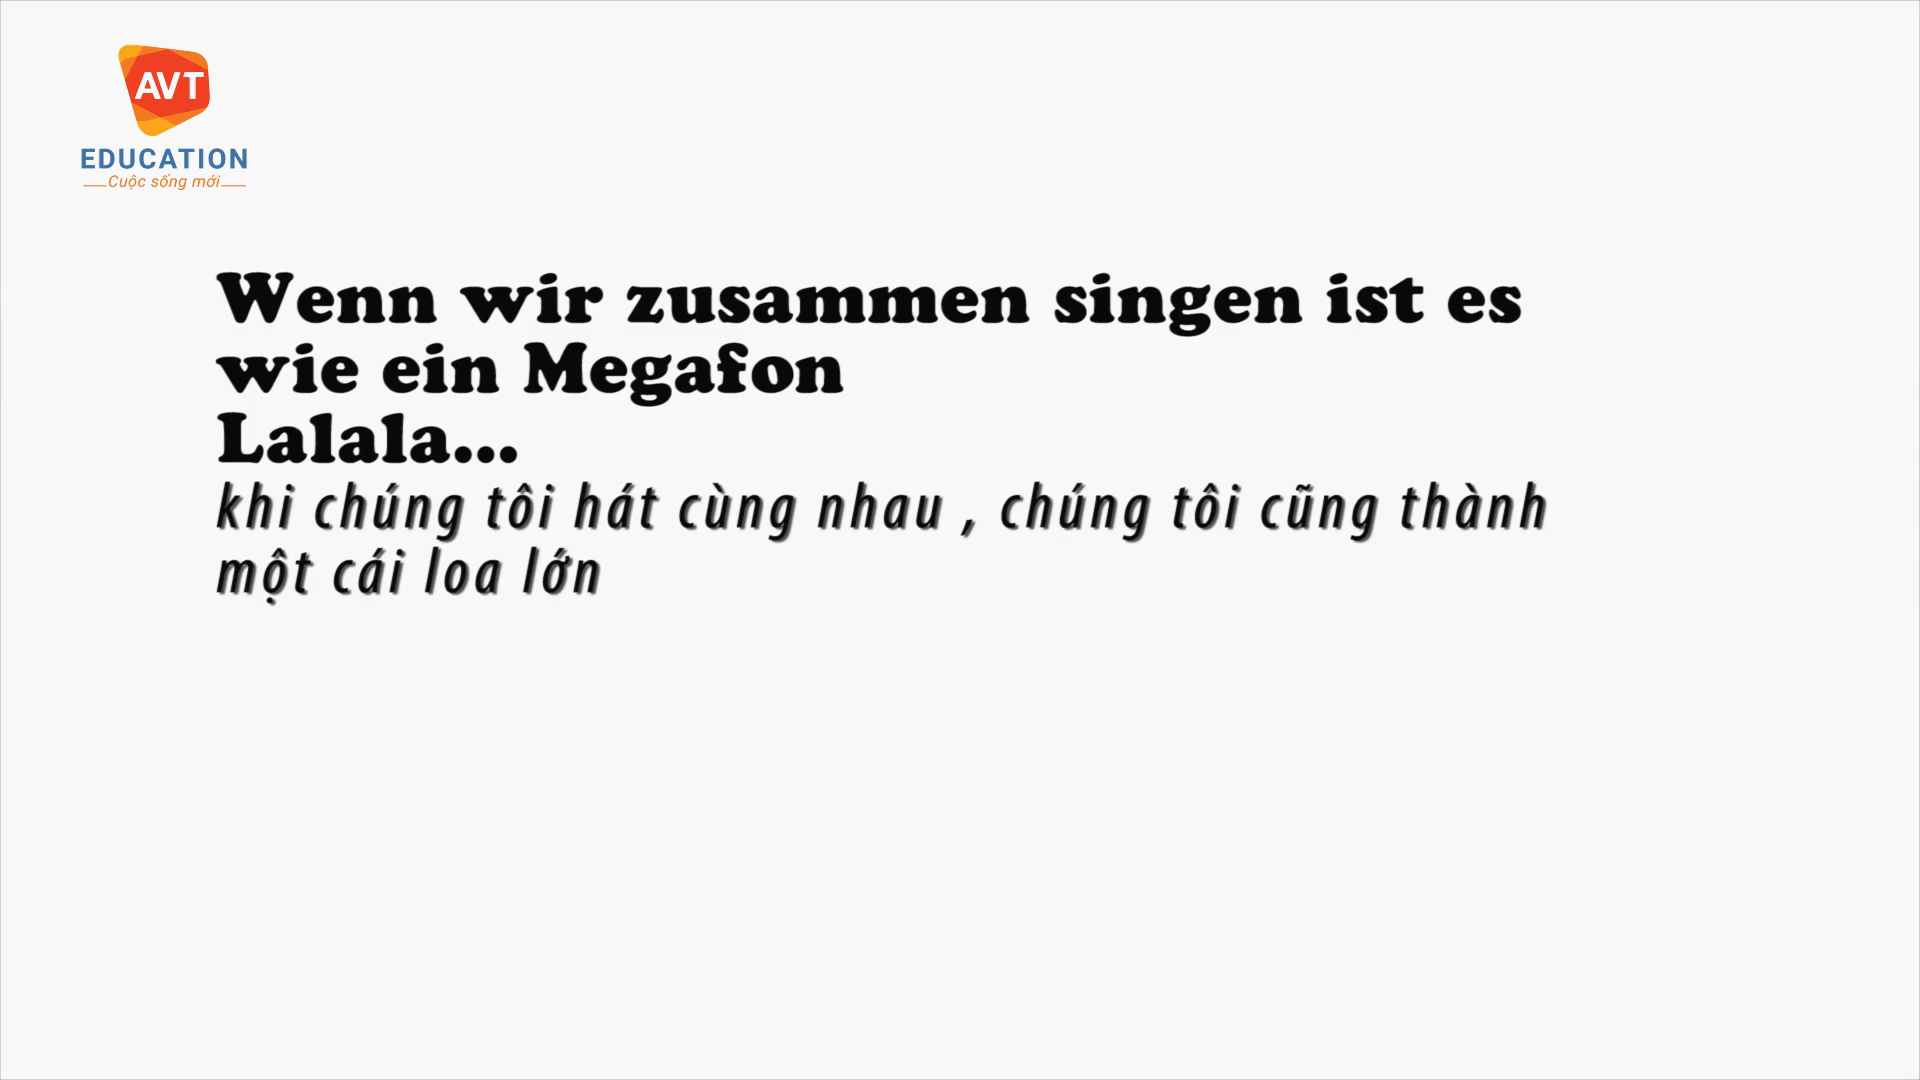 AVT
EDUCATION
Cuộc sống mới
Wenn wir zusammen singen ist es
wie ein Megafon
Lalala...
khi chúng tôi hát cùng nhau , chúng tôi cũng thành
một cái loa lớn